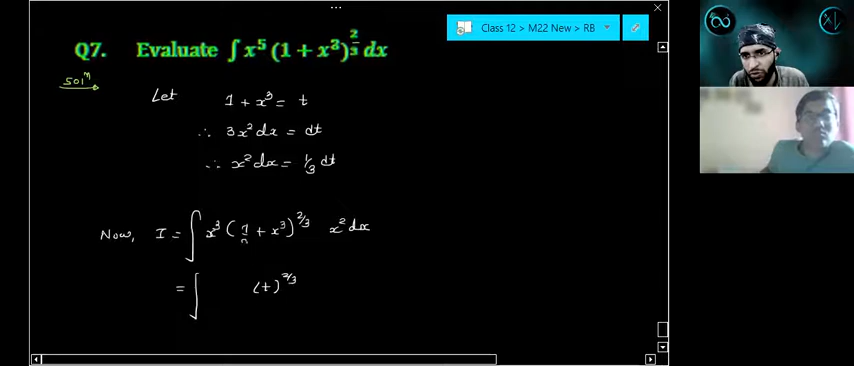 Class 12 > M22 New > RB
Q7. Evaluate ∫ x⁵ (1 + x³)^(2/3) dx
Solⁿ
Let 1 + x³ = t
∴ 3x² dx = dt
∴ x² dx = 1/3 dt
Now, I = ∫ x³ (1 + x³)^(2/3) x² dx
= ∫ (t)^(2/3)